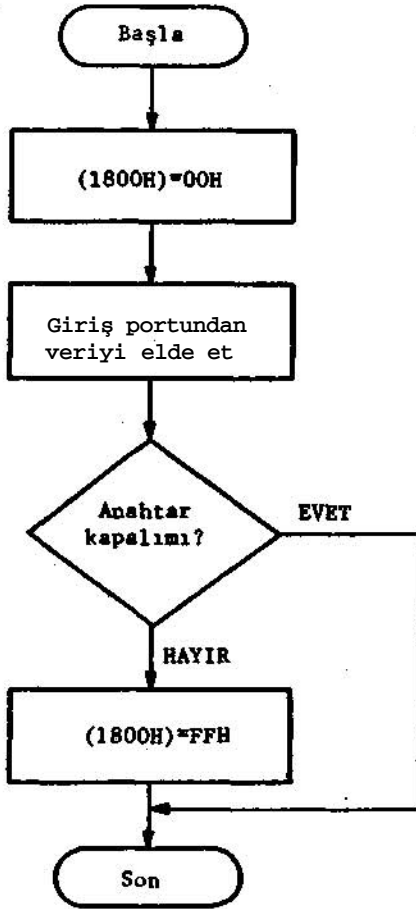 Başla
(1800H)=00H
Giriş portundan
veriyi elde et
Anahtar
kapalımı?
EVET
HAYIR
(1800H)=FFH
Son